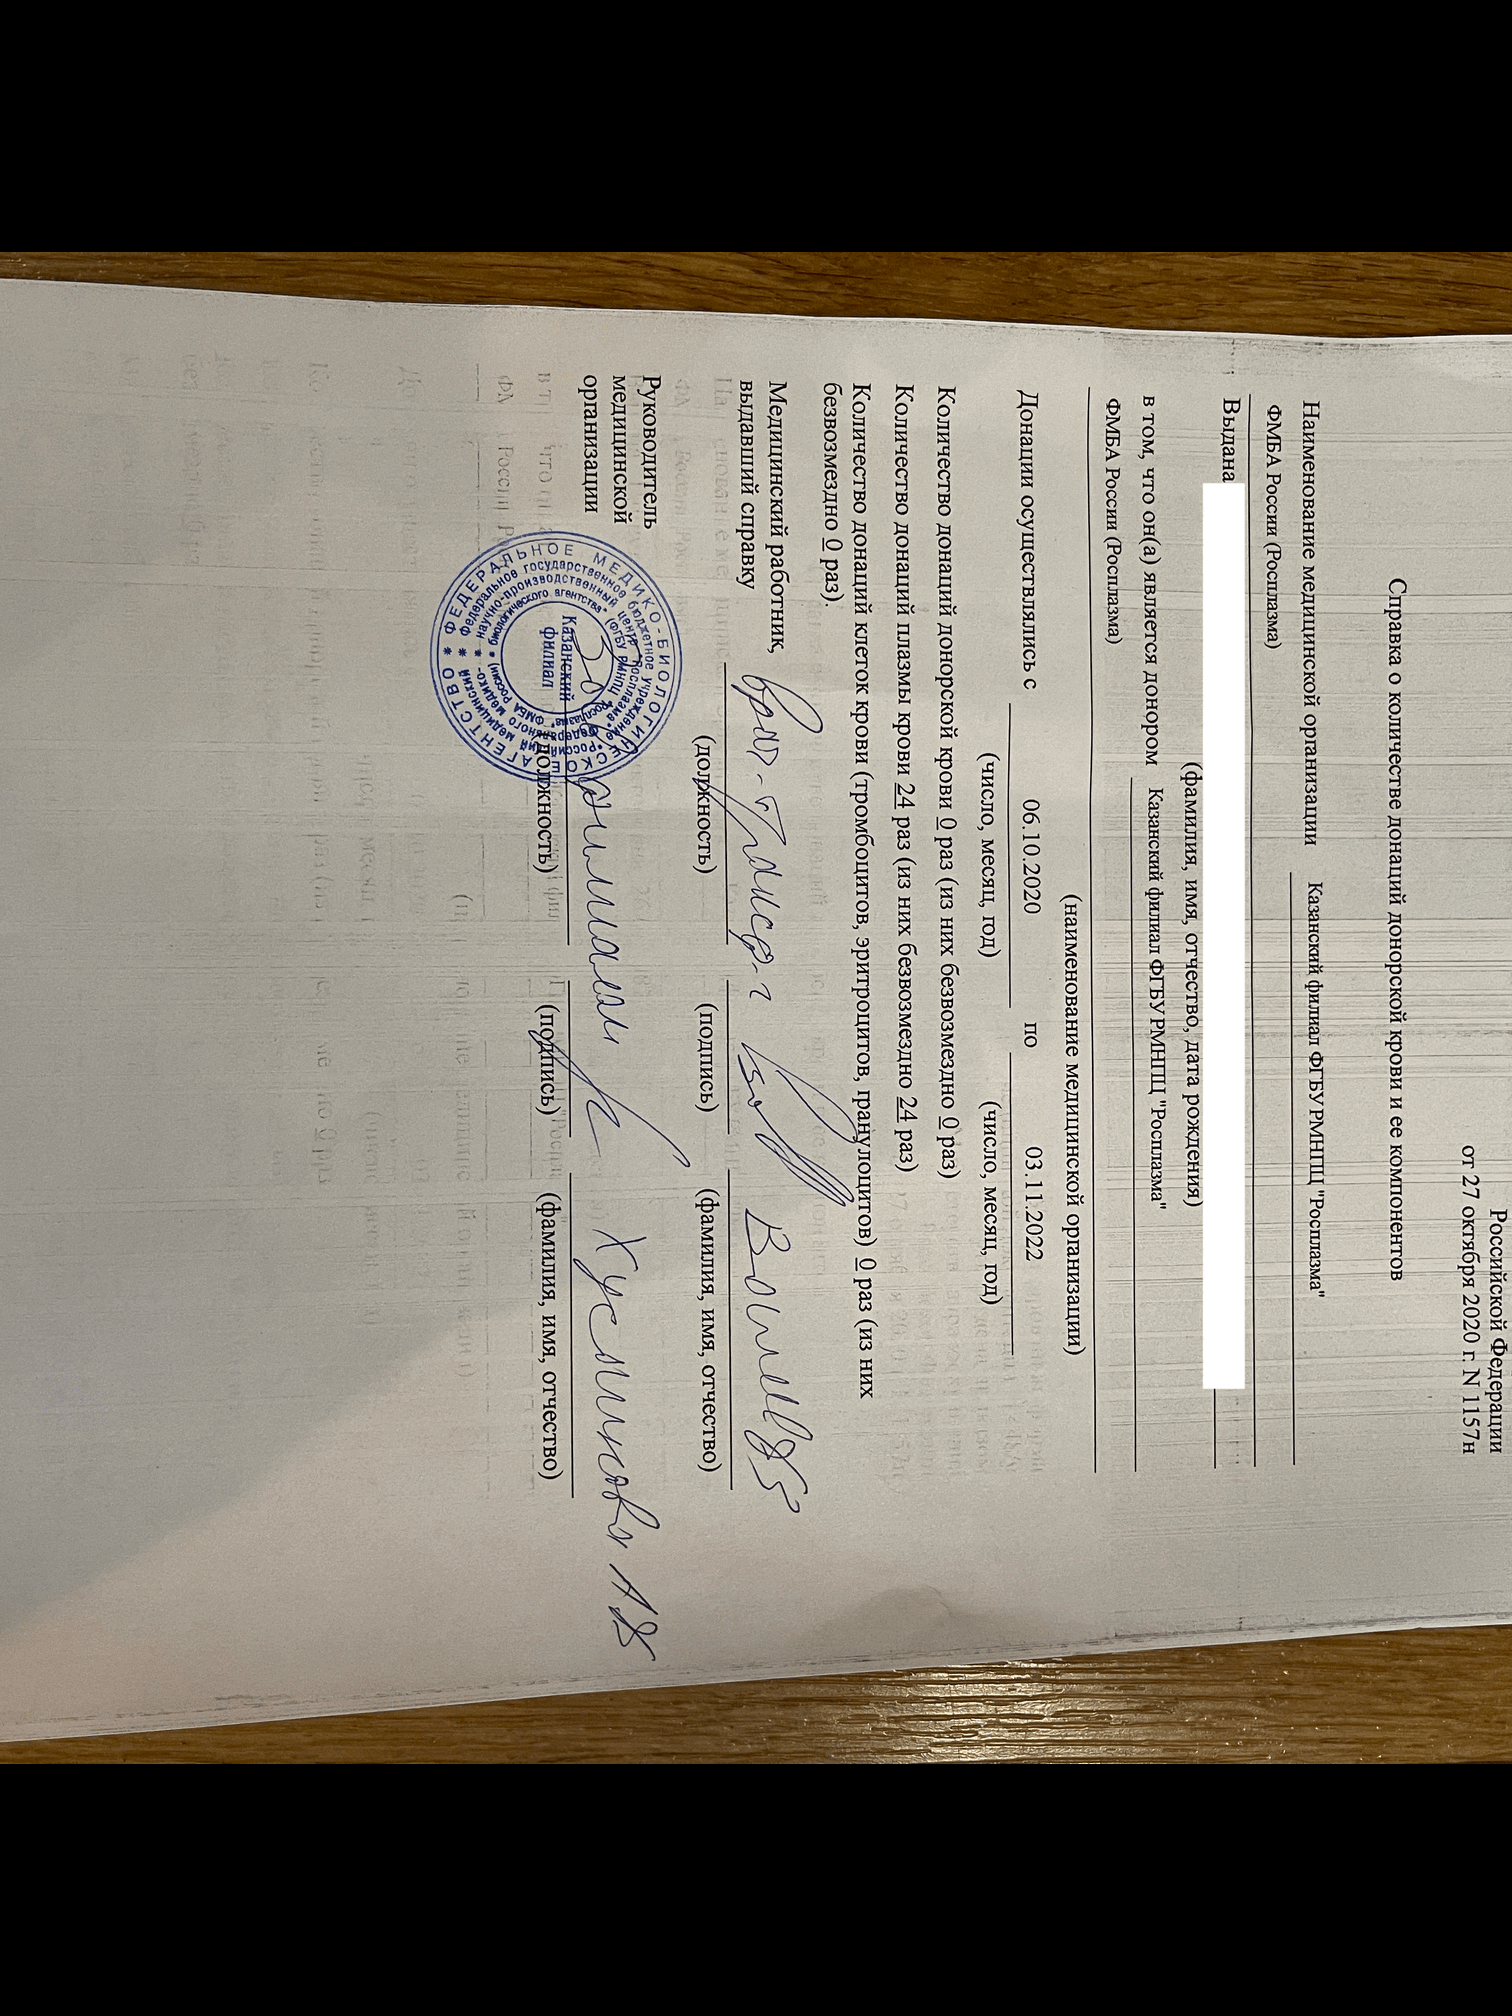 Российской Федерации
от 27 октября 2020 г. N 1157н
Справка о количестве донаций донорской крови и ее компонентов
Наименование медицинской организации Казанский филиал ФГБУ РМНПЦ "Росплазма"
ФМБА России (Росплазма)
Выдана
(фамилия, имя, отчество, дата рождения)
в том, что он(а) является донором Казанский филиал ФГБУ РМНПЦ "Росплазма"
ФМБА России (Росплазма)
(наименование медицинской организации)
Донации осуществлялись с 06.10.2020 по 03.11.2022
(число, месяц, год) (число, месяц, год)
Количество донаций донорской крови 0 раз (из них безвозмездно 0 раз)
Количество донаций плазмы крови 24 раз (из них безвозмездно 24 раз)
Количество донаций клеток крови (тромбоцитов, эритроцитов, гранулоцитов) 0 раз (из них
безвозмездно 0 раз).
Медицинский работник,
выдавший справку
(должность) (подпись) (фамилия, имя, отчество)
Руководитель
медицинской
организации филиалом
(должность) (подпись) (фамилия, имя, отчество)
ФЕДЕРАЛЬНОЕ МЕДИКО-БИОЛОГИЧЕСКОЕ АГЕНТСТВО
Федеральное государственное бюджетное учреждение "Российский медицинский
научно-производственный центр "Росплазма" Федерального медико-
биологического агентства" (ФГБУ РМНПЦ "Росплазма" ФМБА России)
Казанский
филиал